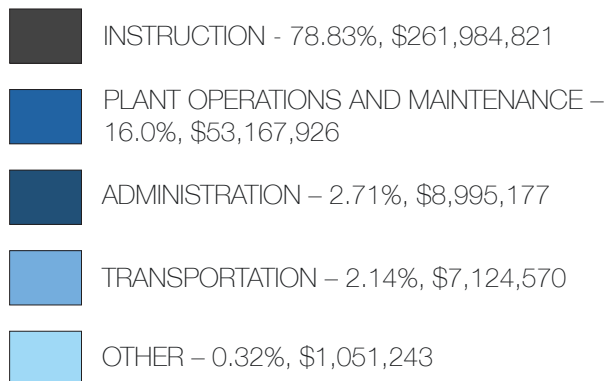 INSTRUCTION - 78.83%, $261,984,821
PLANT OPERATIONS AND MAINTENANCE –
16.0%, $53,167,926
ADMINISTRATION – 2.71%, $8,995,177
TRANSPORTATION – 2.14%, $7,124,570
OTHER – 0.32%, $1,051,243